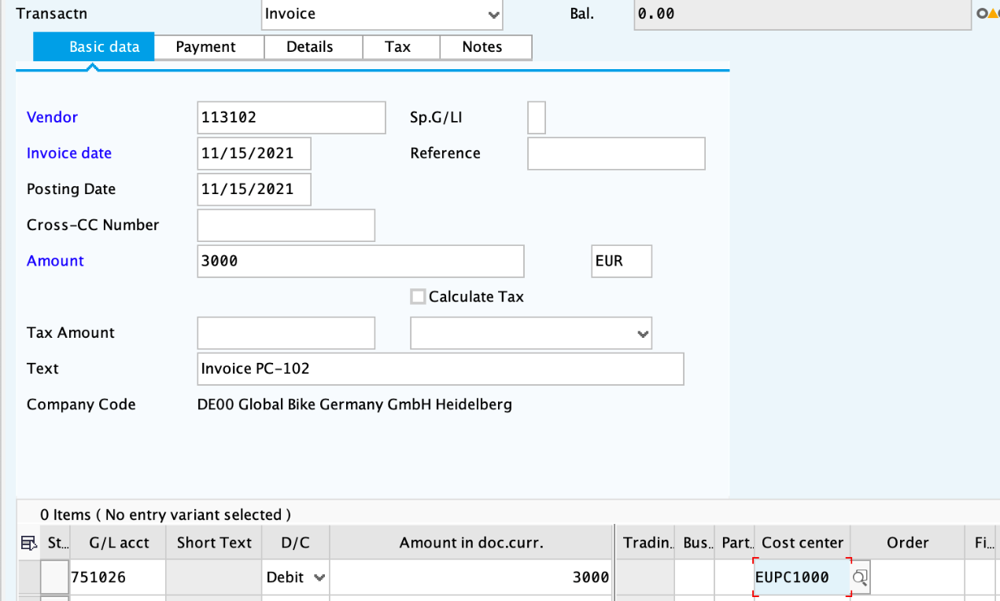 Transactn Invoice Bal. 0.00
Basic data Payment Details Tax Notes
Vendor 113102 Sp.G/LI
Invoice date 11/15/2021 Reference
Posting Date 11/15/2021
Cross-CC Number
Amount 3000 EUR
Calculate Tax
Tax Amount
Text Invoice PC-102
Company Code DE00 Global Bike Germany GmbH Heidelberg
0 Items ( No entry variant selected )
St.. G/L acct Short Text D/C Amount in doc.curr. Tradin.. Bus.. Part.. Cost center Order Fi...
751026 Debit 3000 EUPC1000